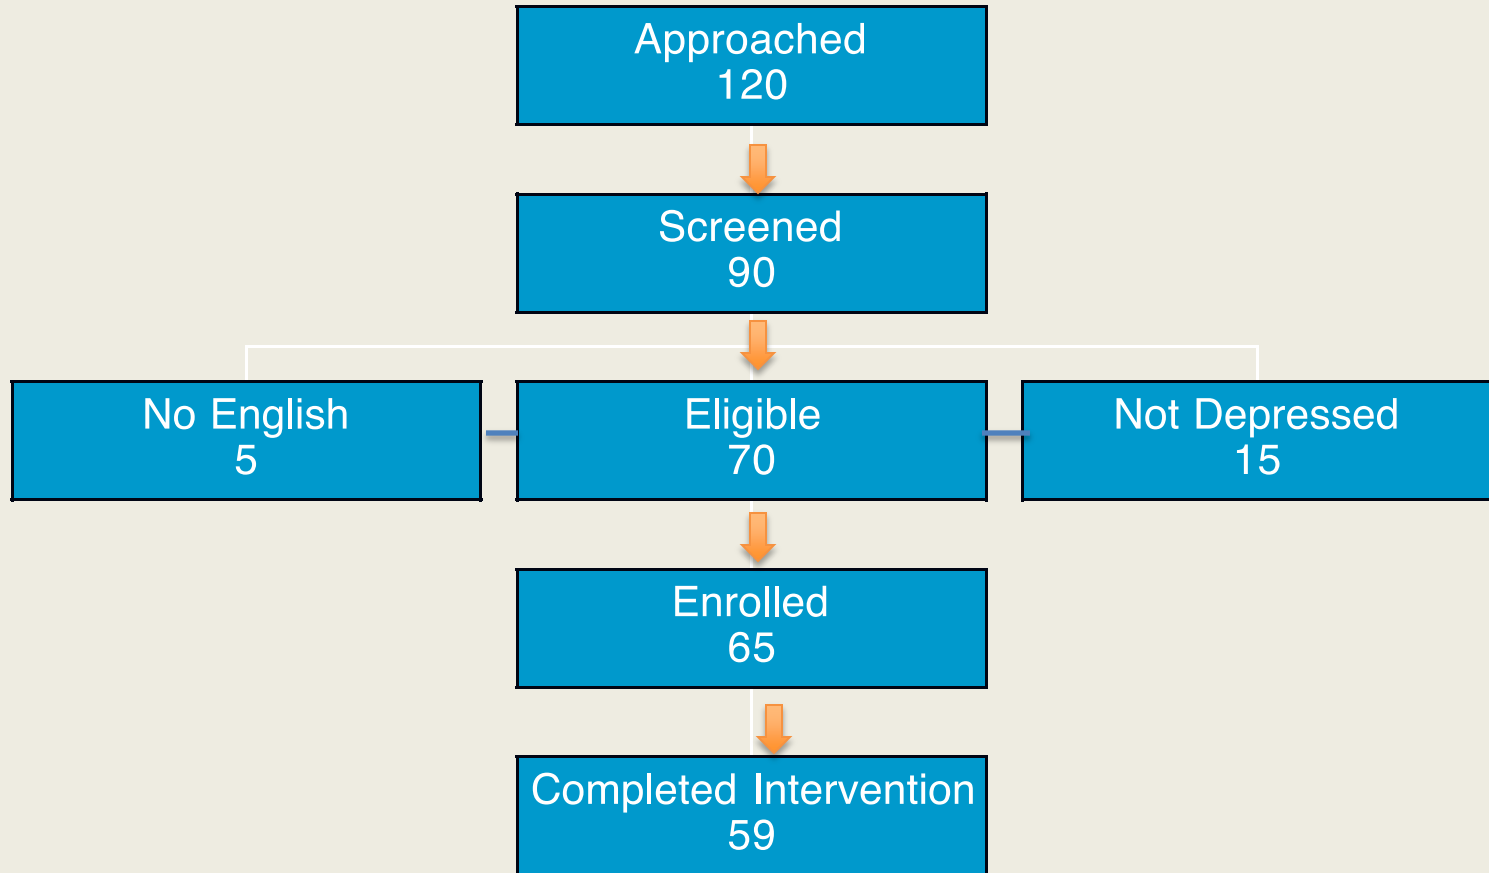 Approached
120
Screened
90
No English
5
Eligible
70
Not Depressed
15
Enrolled
65
Completed Intervention
59